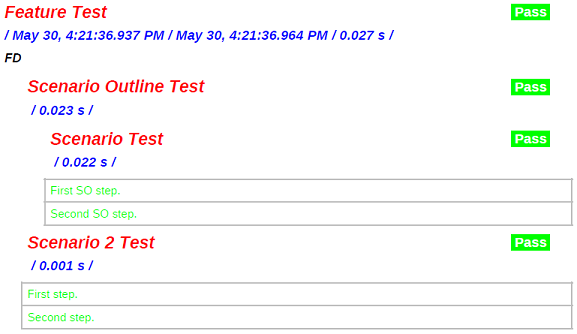 Feature Test Pass
/ May 30, 4:21:36.937 PM / May 30, 4:21:36.964 PM / 0.027 s /
FD
Scenario Outline Test Pass
/ 0.023 s /
Scenario Test Pass
/ 0.022 s /
First SO step.
Second SO step.
Scenario 2 Test Pass
/ 0.001 s /
First step.
Second step.